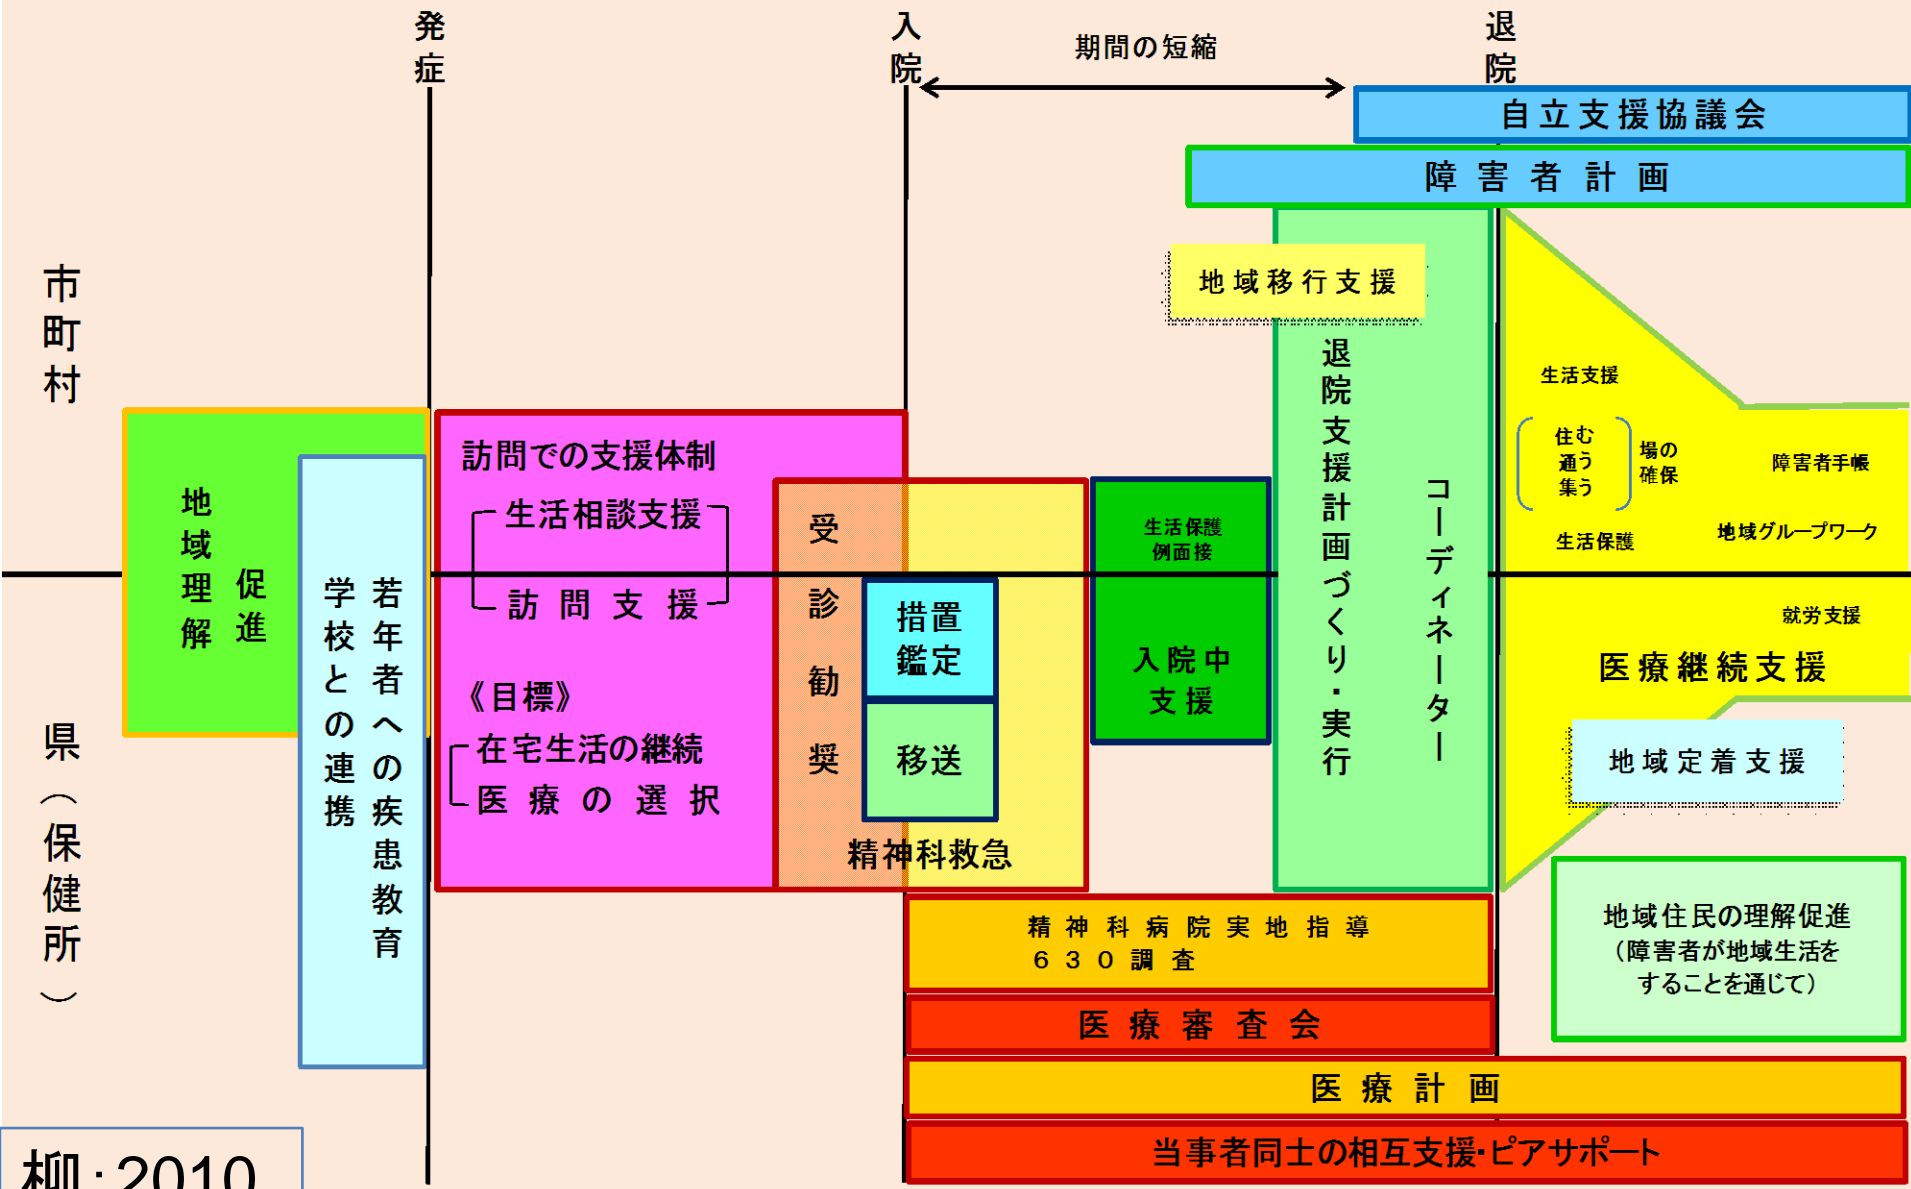 発症
入院
期間の短縮
退院
自立支援協議会
障害者計画
市町村
県（保健所）
地域理解
促進
若年者への疾患教育
学校との連携
訪問での支援体制
生活相談支援
訪問支援
《目標》
在宅生活の継続
医療の選択
受診勧奨
措置
鑑定
移送
精神科救急
生活保護
例面接
入院中
支援
地域移行支援
コーディネーター
退院支援計画づくり・実行
生活支援
住む
通う
集う
場の
確保
生活保護
障害者手帳
地域グループワーク
就労支援
医療継続支援
地域定着支援
地域住民の理解促進
（障害者が地域生活を
することを通じて）
精神科病院実地指導
６３０調査
医療審査会
医療計画
当事者同士の相互支援・ピアサポート
柳：2010